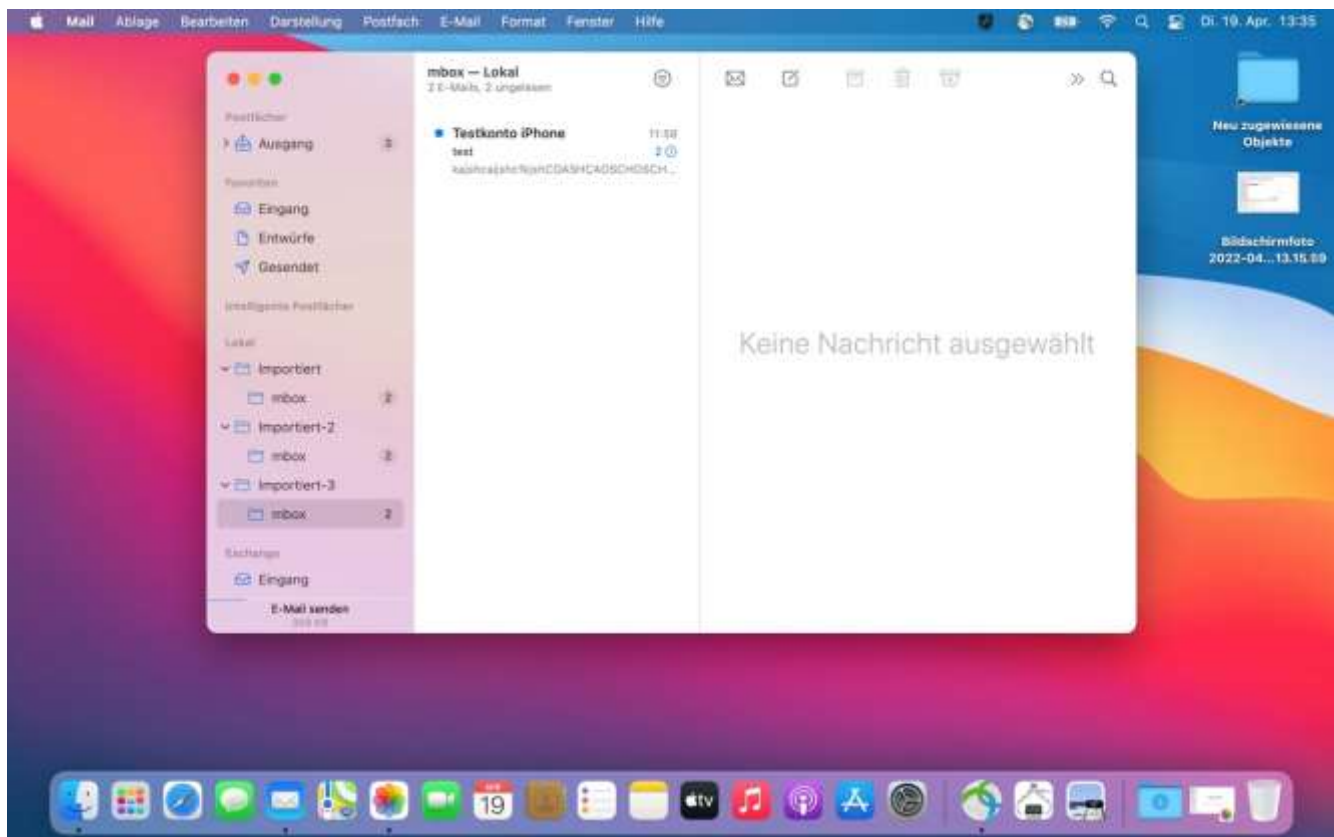 Mail Ablage Bearbeiten Darstellung Postfach E-Mail Format Fenster Hilfe Di. 19. Apr. 13:35
mbox — Lokal
2 E-Mails, 2 ungelesen
Postfächer
Ausgang 3
Favoriten
Eingang
Entwürfe
Gesendet
Intelligente Postfächer
Lokal
Importiert
mbox 2
Importiert-2
mbox 2
Importiert-3
mbox 2
Exchange
Eingang
E-Mail senden
Testkonto iPhone 11:58
test 2
Keine Nachricht ausgewählt
Neu zugewiesene
Objekte
Bildschirmfoto
2022-04...13.15.59
19
tv